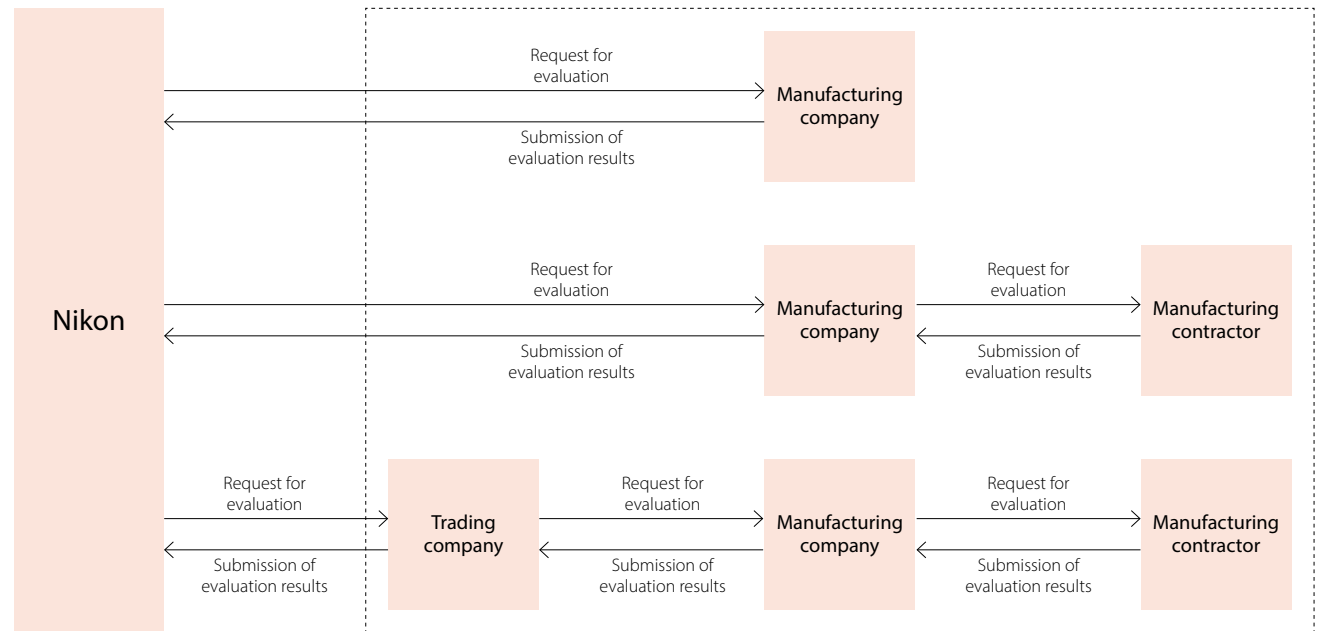 Request for
evaluation
Manufacturing
company
Submission of
evaluation results
Nikon
Request for
evaluation
Manufacturing
company
Submission of
evaluation results
Request for
evaluation
Manufacturing
contractor
Submission of
evaluation results
Request for
evaluation
Submission of
evaluation results
Trading
company
Request for
evaluation
Submission of
evaluation results
Manufacturing
company
Request for
evaluation
Submission of
evaluation results
Manufacturing
contractor